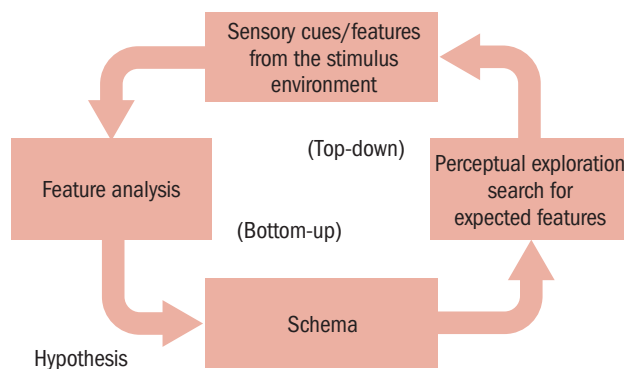 Sensory cues/features
from the stimulus
environment
(Top-down)
Feature analysis
Perceptual exploration
search for
expected features
(Bottom-up)
Schema
Hypothesis